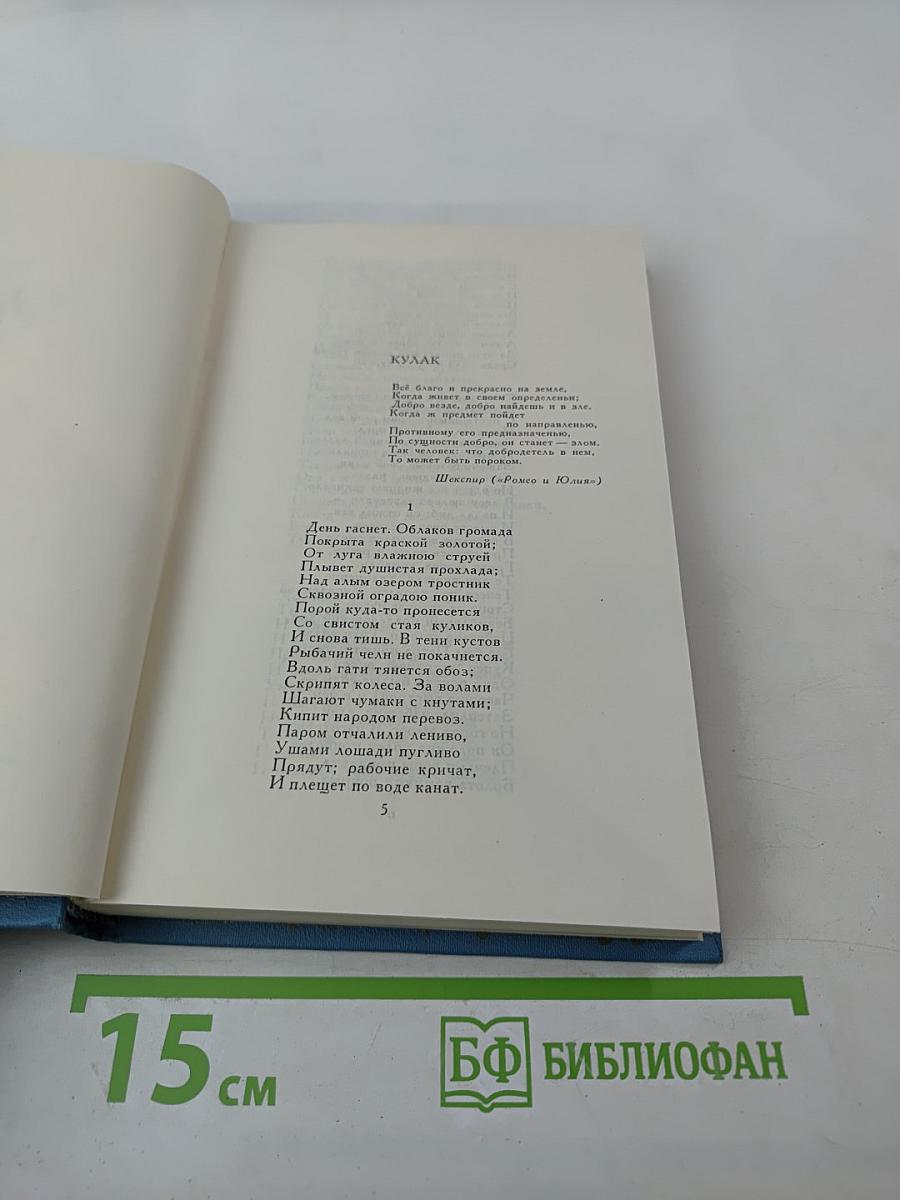 КУЛАК
Всё благо и прекрасно на земле,
Когда живет в своем определеньи;
Добро везде, добро найдешь и в зле.
Когда ж предмет пойдет
по направленью,
Противному его предназначенью,
По сущности добро, он станет — злом.
Так человек: что добродетель в нем,
То может быть пороком.
Шекспир («Ромео и Юлия»)
1
День гаснет. Облаков громада
Покрыта краской золотой;
От луга влажною струей
Плывет душистая прохлада;
Над алым озером тростник
Сквозной оградою поник.
Порой куда-то пронесется
Со свистом стая куликов,
И снова тишь. В тени кустов
Рыбачий челн не покачнется.
Вдоль гати тянется обоз;
Скрипят колеса. За волами
Шагают чумаки с кнутами;
Кипит народом перевоз.
Паром отчалили лениво,
Ушами лошади пугливо
Прядут; рабочие кричат,
И плещет по воде канат.
5
15 см
БФ БИБЛИОФАН